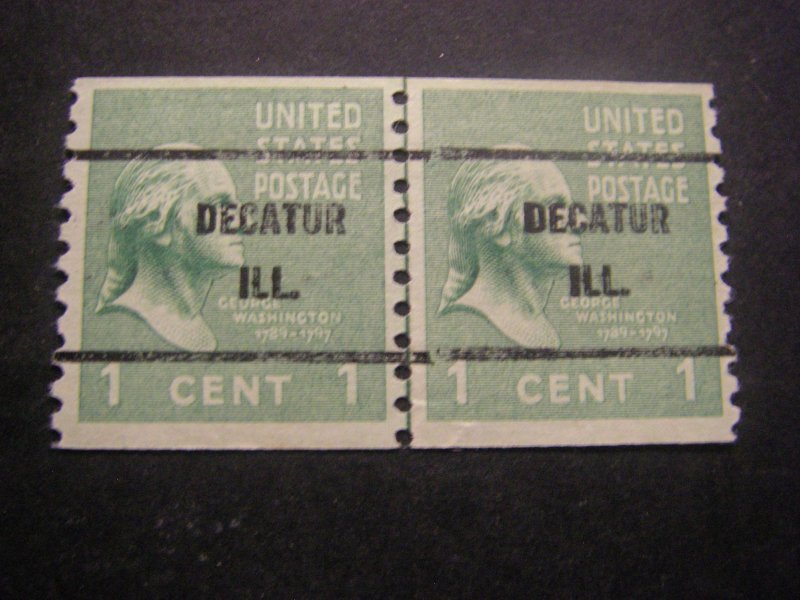 UNITED
STATES
POSTAGE
DECATUR
ILL.
GEORGE
WASHINGTON
1789-1797
1 CENT 1
UNITED
STATES
POSTAGE
DECATUR
ILL.
GEORGE
WASHINGTON
1789-1797
1 CENT 1